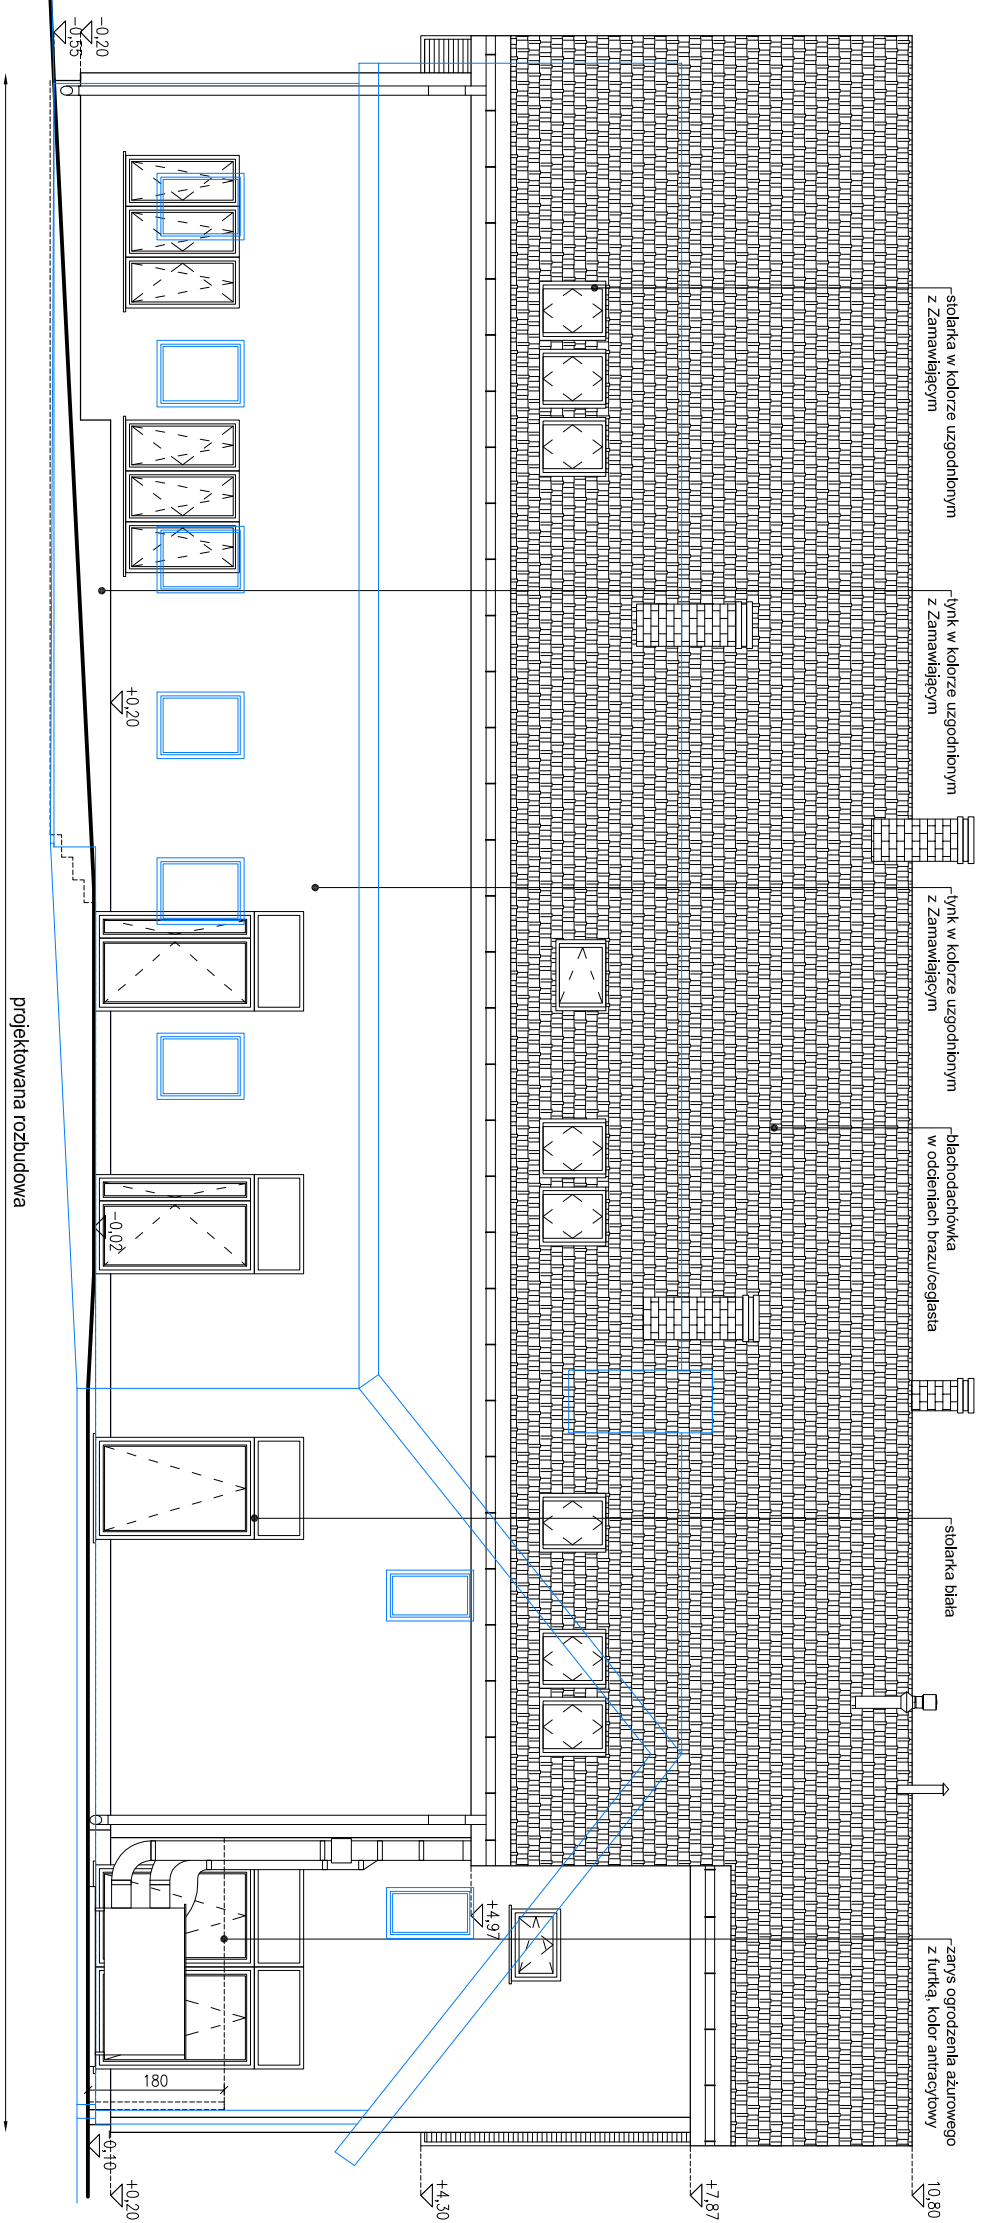 stolarka w kolorze uzgodnionym
z Zamawiającym
tynk w kolorze uzgodnionym
z Zamawiającym
tynk w kolorze uzgodnionym
z Zamawiającym
blachodachówka
w odcieniach brazu/ceglasta
stolarka biała
zarys ogrodzenia ażurowego
z furtką, kolor antracytowy
10,80
+7,87
+4,97
+4,30
+0,20
-0,20
-0,55
+0,20
-0,02
180
-0,10
projektowana rozbudowa